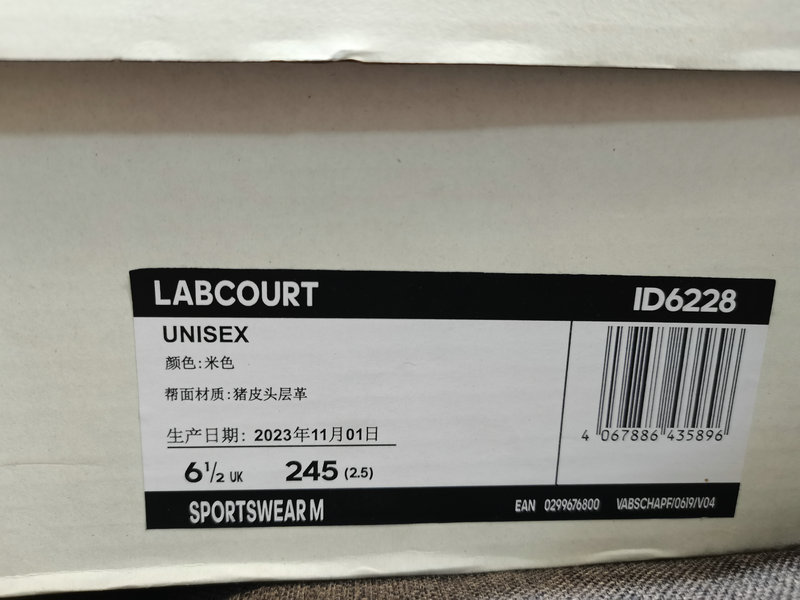 LABCOURT ID6228
UNISEX
颜色:米色
帮面材质:猪皮头层革
生产日期: 2023年11月01日
6 1/2 UK 245 (2.5)
4 067886 435896
SPORTSWEAR M EAN 0299676800 VABSCHAPF/0619/V04